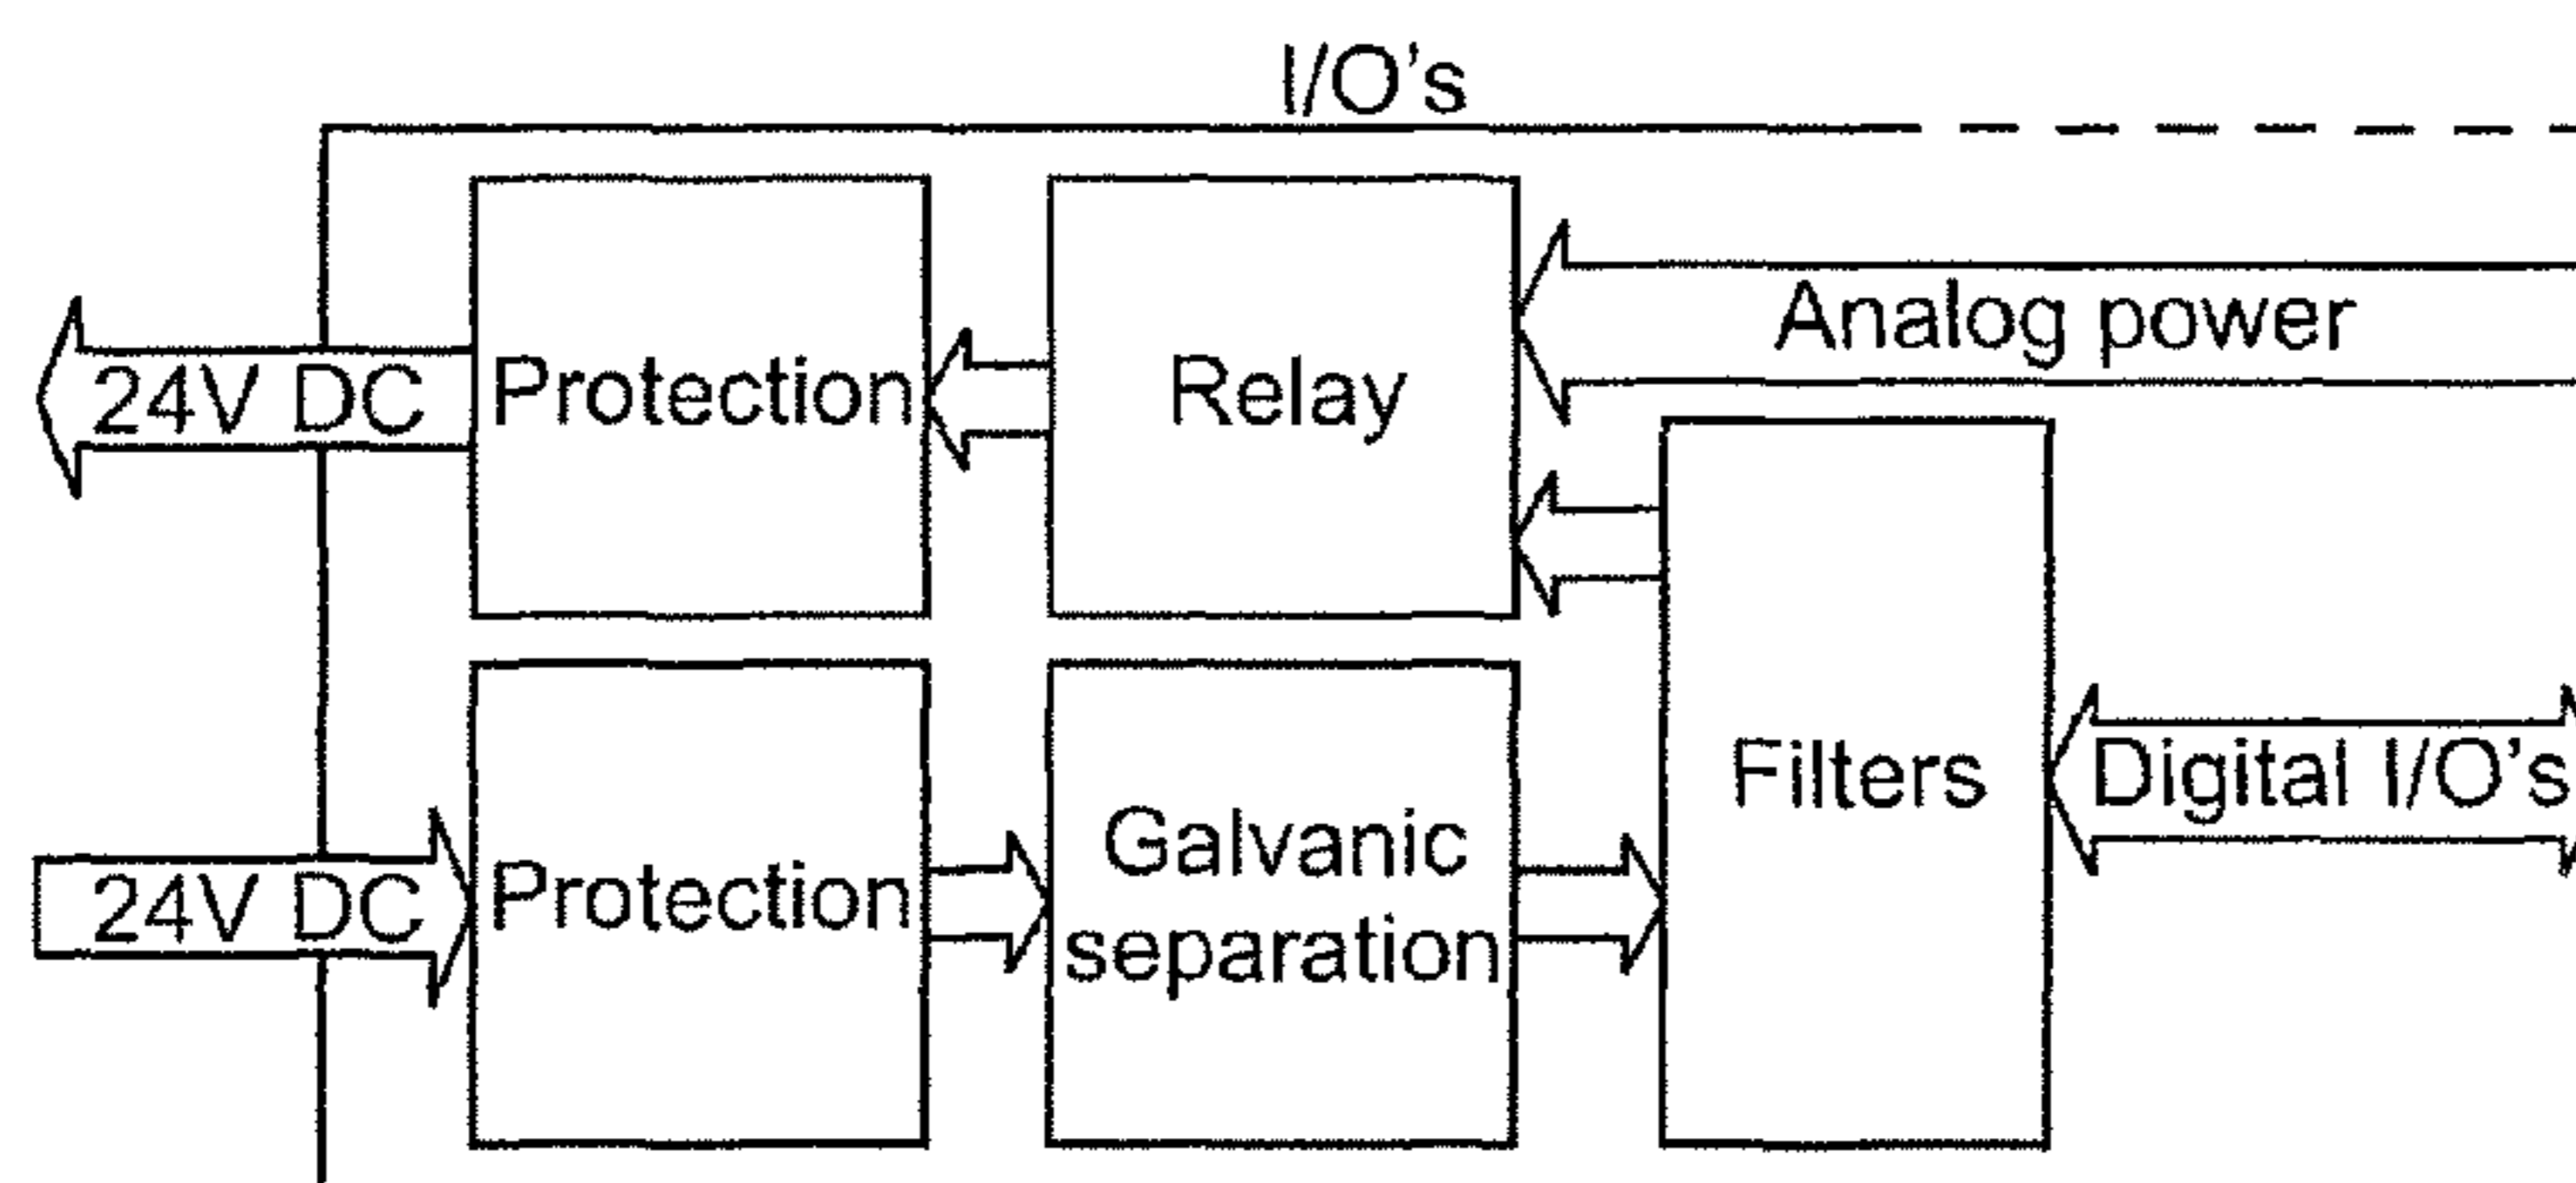 I/O's
Analog power
24V DC
Protection
Relay
Filters
Digital I/O's
24V DC
Protection
Galvanic
separation